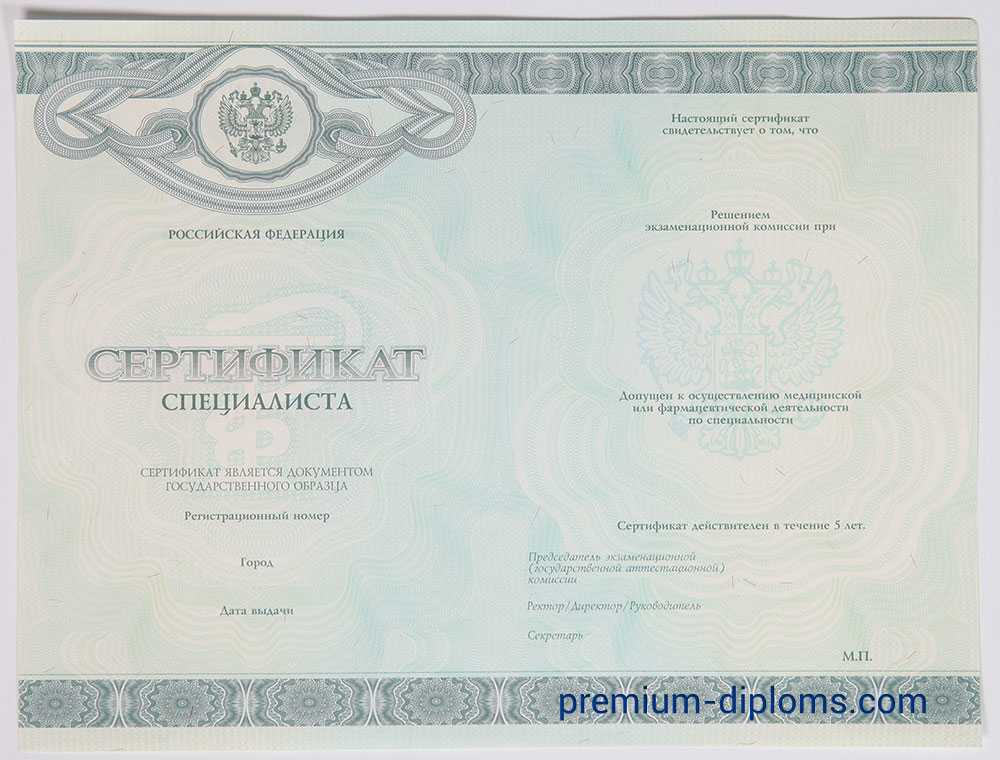 РОССИЙСКАЯ ФЕДЕРАЦИЯ
СЕРТИФИКАТ
СПЕЦИАЛИСТА
СЕРТИФИКАТ ЯВЛЯЕТСЯ ДОКУМЕНТОМ
ГОСУДАРСТВЕННОГО ОБРАЗЦА
Регистрационный номер
Город
Дата выдачи
Настоящий сертификат
свидетельствует о том, что
Решением
экзаменационной комиссии при
Допущен к осуществлению медицинской
или фармацевтической деятельности
по специальности
Сертификат действителен в течение 5 лет.
Председатель экзаменационной
(государственной аттестационной)
комиссии
Ректор/Директор/Руководитель
Секретарь
М.П.
premium-diploms.com